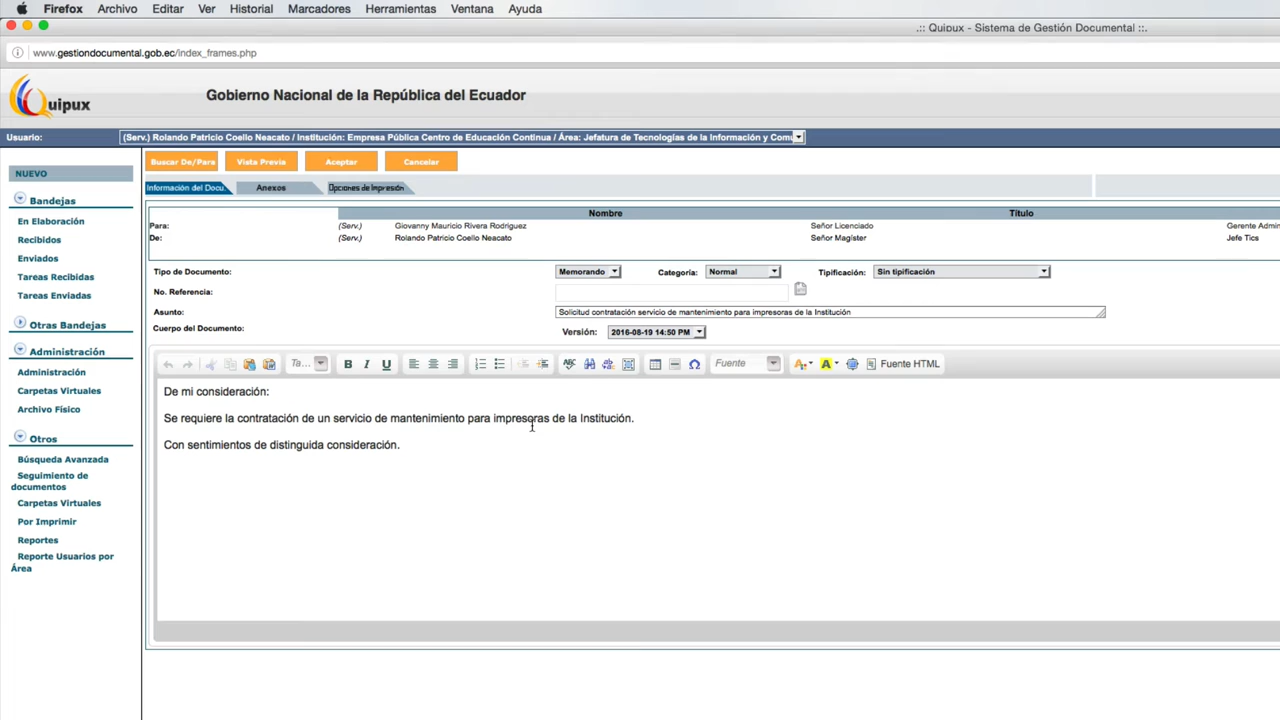 Firefox Archivo Editar Ver Historial Marcadores Herramientas Ventana Ayuda
.:: Quipux - Sistema de Gestión Documental ::.
www.gestiondocumental.gob.ec/index_frames.php
Quipux
Gobierno Nacional de la República del Ecuador
Usuario: (Serv.) Rolando Patricio Coello Neacato / Institución: Empresa Pública Centro de Educación Continua / Área: Jefatura de Tecnologías de la Información y Comu
Buscar De/Para Vista Previa Aceptar Cancelar
NUEVO
Información del Docu. Anexos Opciones de Impresión
Bandejas
En Elaboración
Recibidos
Enviados
Tareas Recibidas
Tareas Enviadas
Otras Bandejas
Administración
Administración
Carpetas Virtuales
Archivo Físico
Otros
Búsqueda Avanzada
Seguimiento de
documentos
Carpetas Virtuales
Por Imprimir
Reportes
Reporte Usuarios por
Área
Nombre Título
Para: (Serv.) Giovanny Mauricio Rivera Rodriguez Señor Licenciado Gerente Admin
De: (Serv.) Rolando Patricio Coello Neacato Señor Magister Jefe Tics
Tipo de Documento: Memorando Categoría: Normal Tipificación: Sin tipificación
No. Referencia:
Asunto: Solicitud contratación servicio de mantenimiento para impresoras de la Institución
Cuerpo del Documento: Versión: 2016-08-19 14:50 PM
Ta... B I U Fuente Fuente HTML
De mi consideración:
Se requiere la contratación de un servicio de mantenimiento para impresoras de la Institución.
Con sentimientos de distinguida consideración.